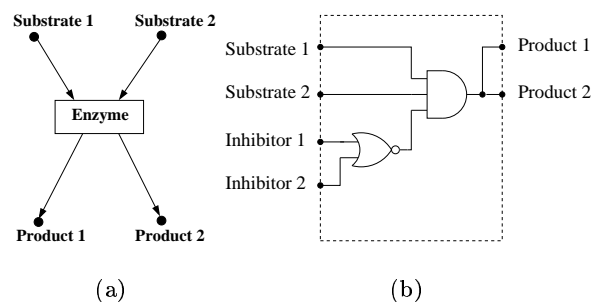 Substrate 1
Substrate 2
Enzyme
Product 1
Product 2
(a)
Substrate 1
Substrate 2
Inhibitor 1
Inhibitor 2
Product 1
Product 2
(b)